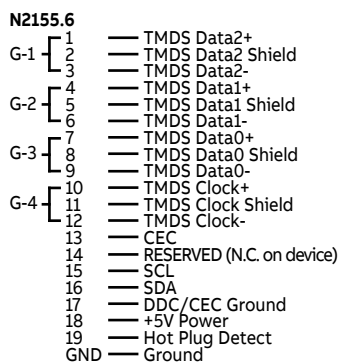 N2155.6
1 TMDS Data2+
G-1 2 TMDS Data2 Shield
3 TMDS Data2-
4 TMDS Data1+
G-2 5 TMDS Data1 Shield
6 TMDS Data1-
7 TMDS Data0+
G-3 8 TMDS Data0 Shield
9 TMDS Data0-
10 TMDS Clock+
G-4 11 TMDS Clock Shield
12 TMDS Clock-
13 CEC
14 RESERVED (N.C. on device)
15 SCL
16 SDA
17 DDC/CEC Ground
18 +5V Power
19 Hot Plug Detect
GND Ground